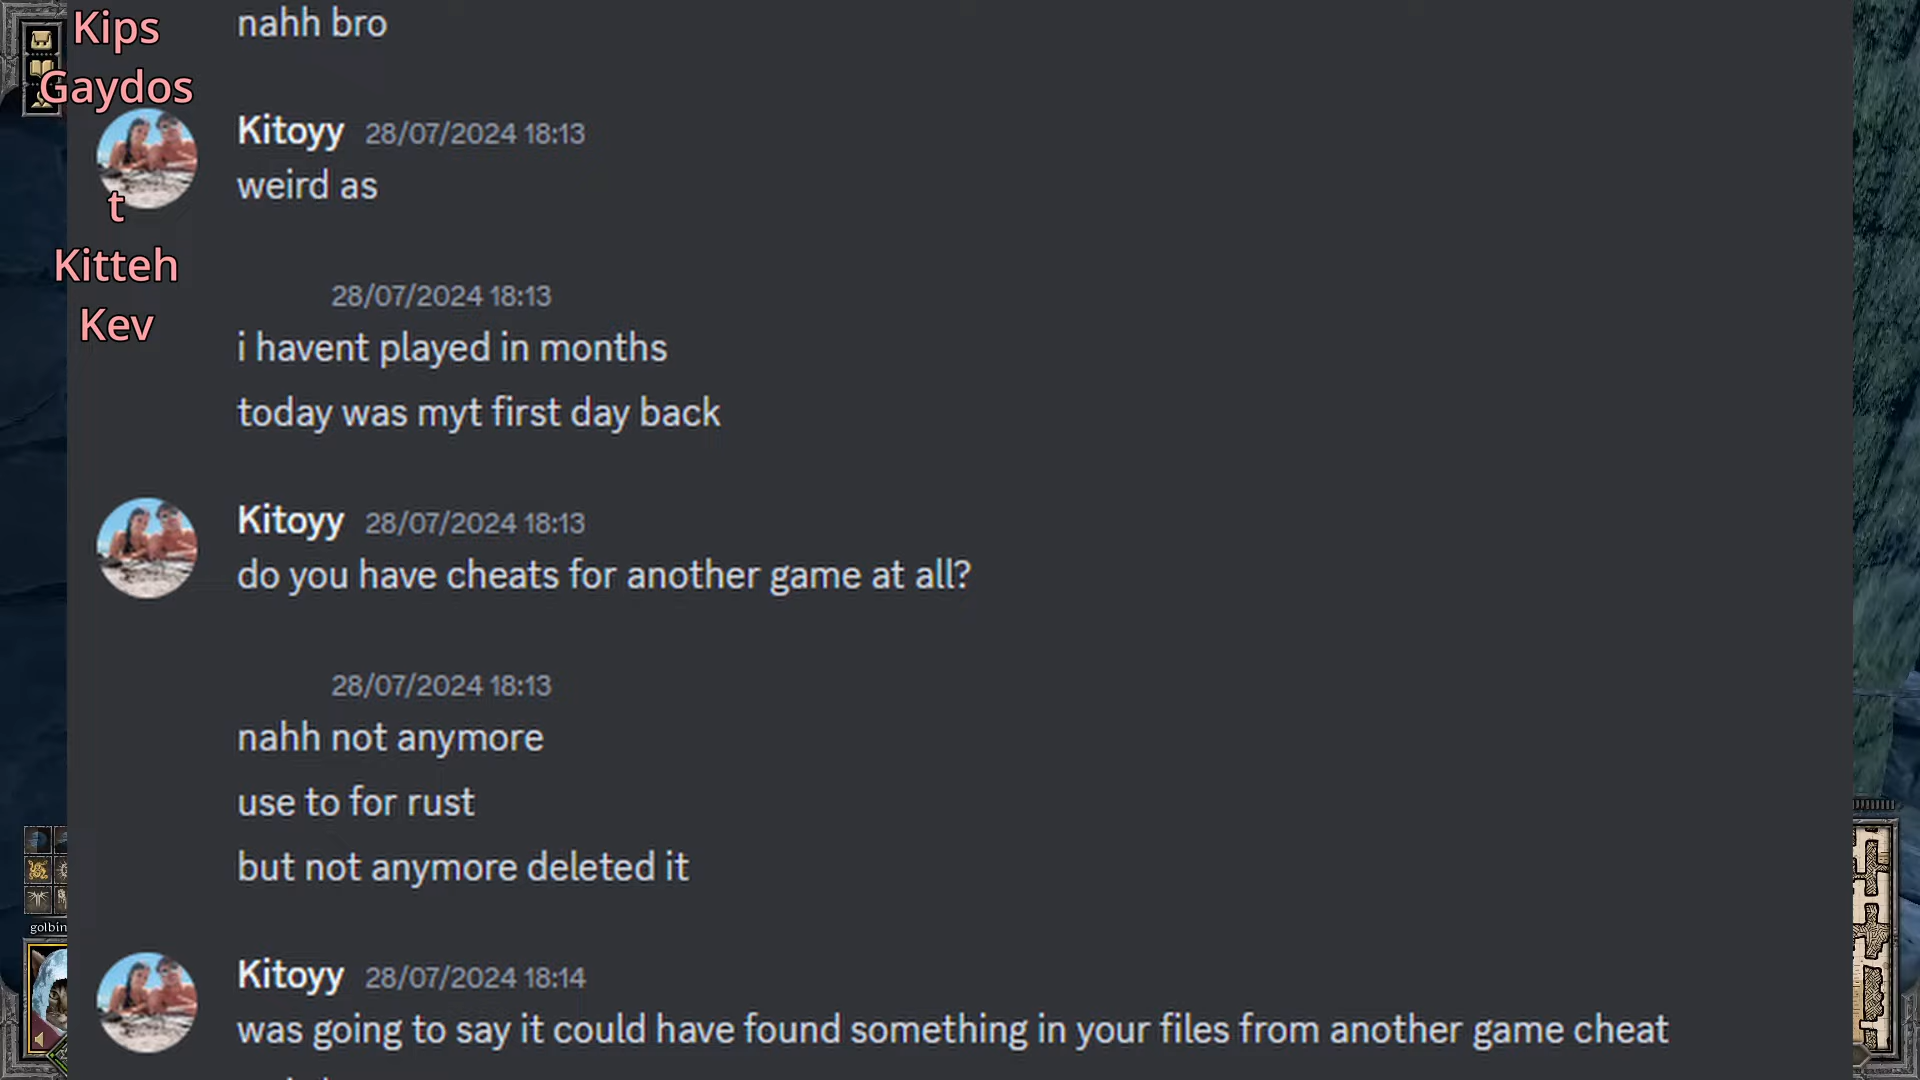 Kips
Gaydos
t
Kitteh
Kev
nahh bro
Kitoyy 28/07/2024 18:13
weird as
28/07/2024 18:13
i havent played in months
today was myt first day back
Kitoyy 28/07/2024 18:13
do you have cheats for another game at all?
28/07/2024 18:13
nahh not anymore
use to for rust
but not anymore deleted it
golbin
Kitoyy 28/07/2024 18:14
was going to say it could have found something in your files from another game cheat